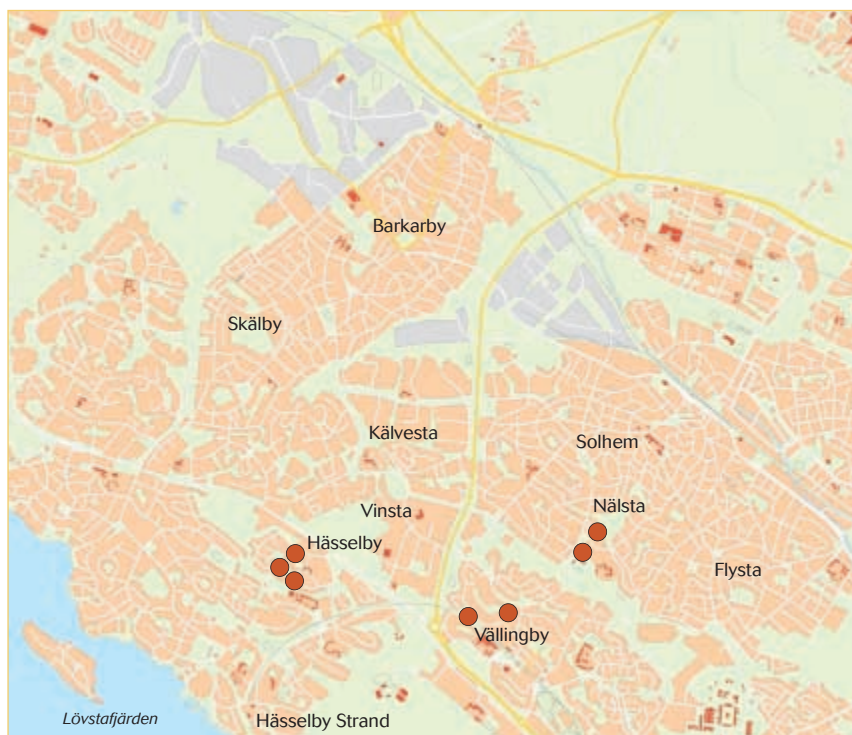 Barkarby
Skälby
Kälvesta
Solhem
Nälsta
Vinsta
Hässelby
Flysta
Vällingby
Lövstafjärden
Hässelby Strand